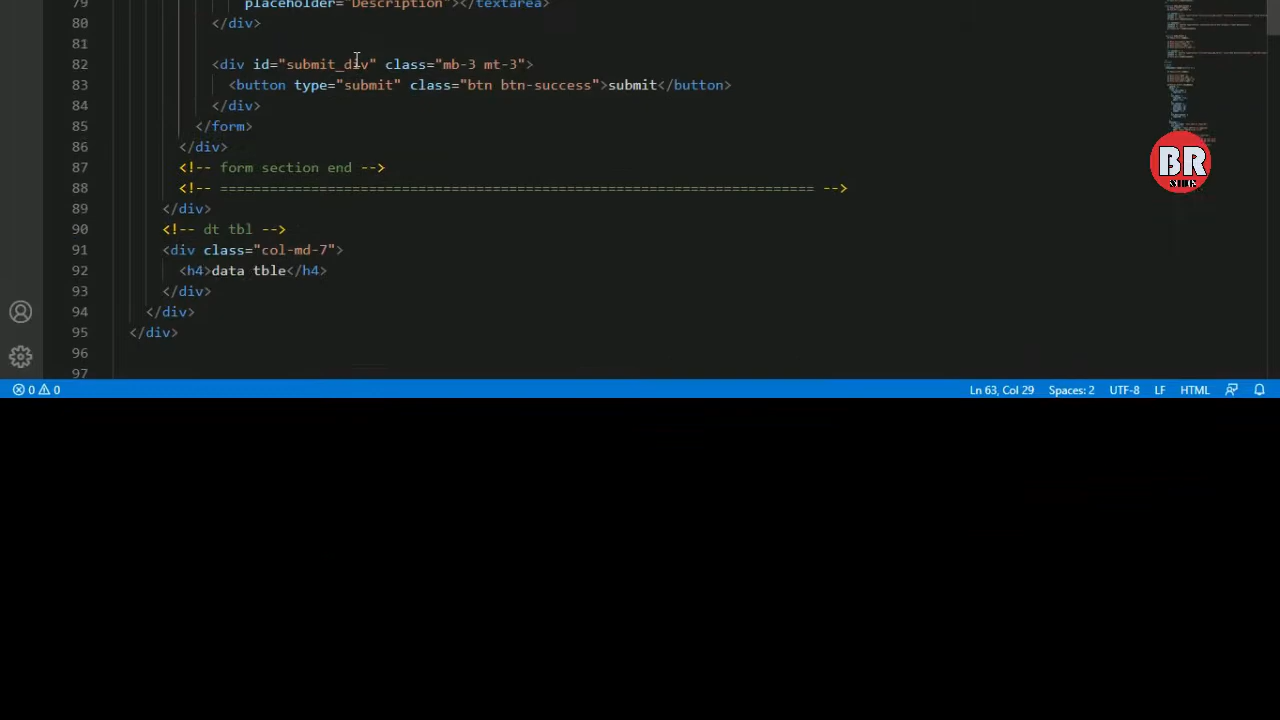 79 placeholder="Description"></textarea>
80 </div>
81
82 <div id="submit_div" class="mb-3 mt-3">
83 <button type="submit" class="btn btn-success">submit</button>
84 </div>
85 </form>
86 </div>
87 <!-- form section end -->
88 <!-- ======================================================================== -->
89 </div>
90 <!-- dt tbl -->
91 <div class="col-md-7">
92 <h4>data tble</h4>
93 </div>
94 </div>
95 </div>
96
97
BR
0 0 Ln 63, Col 29 Spaces: 2 UTF-8 LF HTML